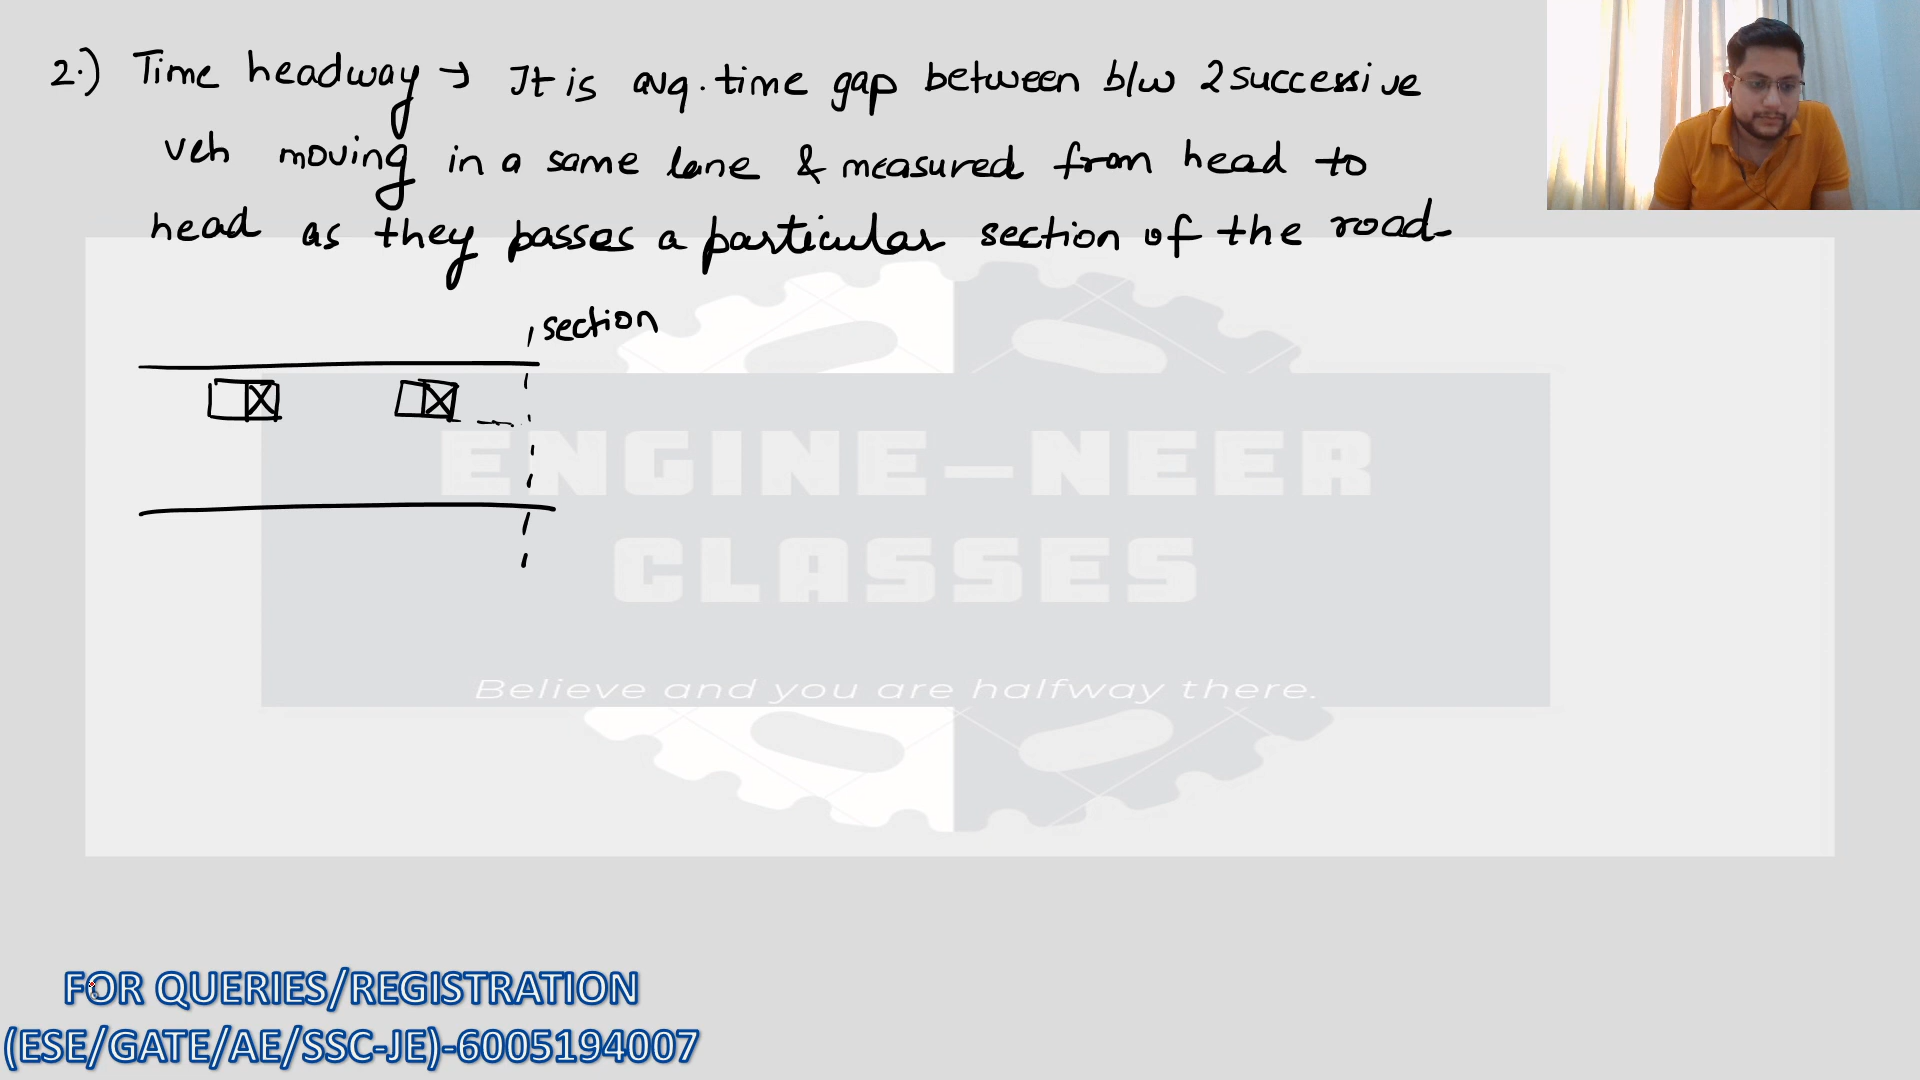 2.) Time headway → It is avg. time gap between b/w 2 successive
veh moving in a same lane & measured from head to
head as they passes a particular section of the road-
section
ENGINE-NEER
CLASSES
Believe and you are halfway there.
FOR QUERIES/REGISTRATION
(ESE/GATE/AE/SSC-JE)-6005194007